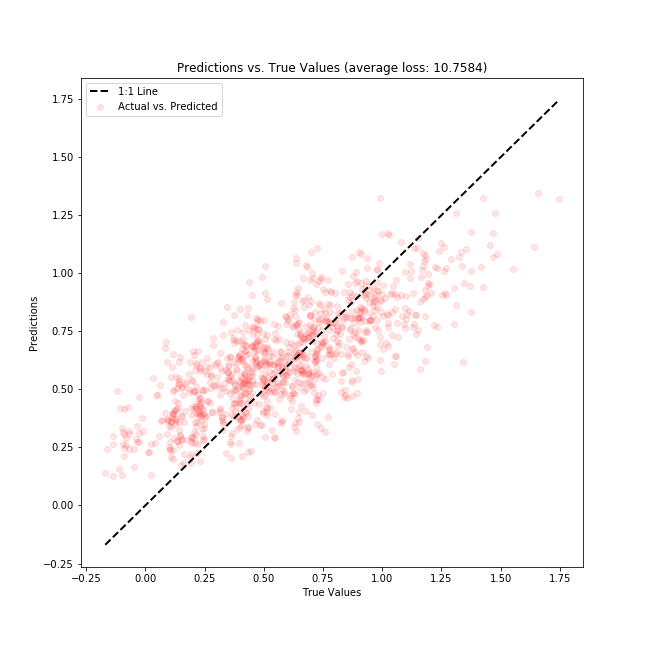 Predictions vs. True Values (average loss: 10.7584)
1:1 Line
Actual vs. Predicted
1.75
1.50
1.25
1.00
0.75
0.50
0.25
0.00
−0.25
Predictions
−0.25 0.00 0.25 0.50 0.75 1.00 1.25 1.50 1.75
True Values